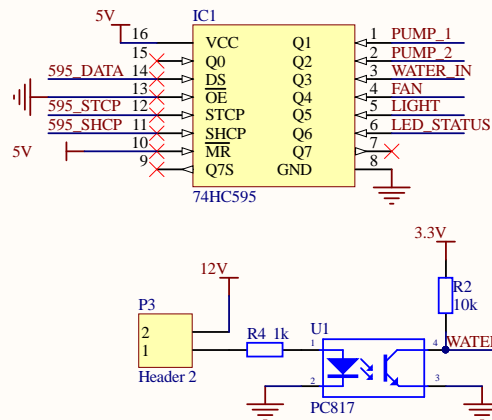 5V
IC1
16 VCC Q1 1 PUMP_1
15 Q0 Q2 2 PUMP_2
595_DATA 14 DS Q3 3 WATER_IN
13 OE Q4 4 FAN
595_STCP 12 STCP Q5 5 LIGHT
595_SHCP 11 SHCP Q6 6 LED_STATUS
5V 10 MR Q7 7
9 Q7S GND 8
74HC595
3.3V
12V
R2
10k
P3
R4 1k
U1
2
1
1 4 WATER
2 3
Header 2
PC817